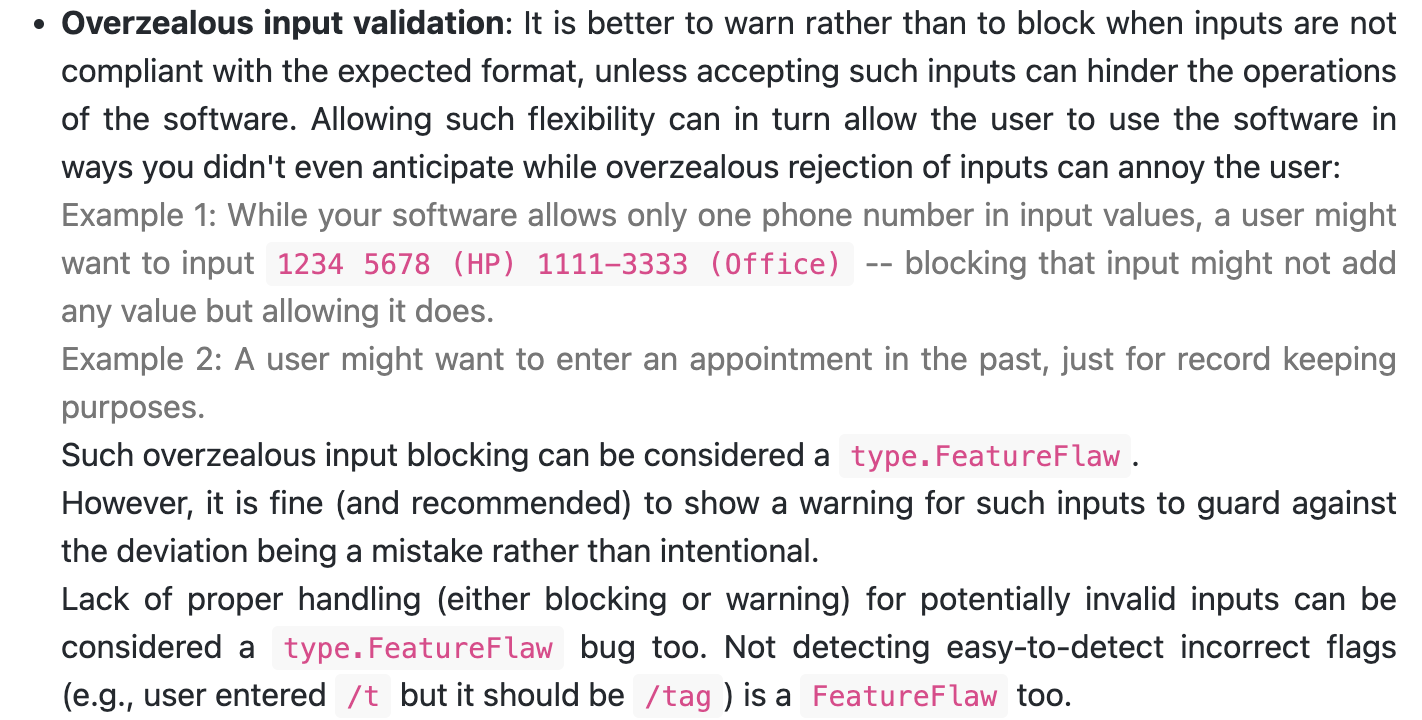 • Overzealous input validation: It is better to warn rather than to block when inputs are not
compliant with the expected format, unless accepting such inputs can hinder the operations
of the software. Allowing such flexibility can in turn allow the user to use the software in
ways you didn't even anticipate while overzealous rejection of inputs can annoy the user:
Example 1: While your software allows only one phone number in input values, a user might
want to input 1234 5678 (HP) 1111-3333 (Office) -- blocking that input might not add
any value but allowing it does.
Example 2: A user might want to enter an appointment in the past, just for record keeping
purposes.
Such overzealous input blocking can be considered a type.FeatureFlaw.
However, it is fine (and recommended) to show a warning for such inputs to guard against
the deviation being a mistake rather than intentional.
Lack of proper handling (either blocking or warning) for potentially invalid inputs can be
considered a type.FeatureFlaw bug too. Not detecting easy-to-detect incorrect flags
(e.g., user entered /t but it should be /tag) is a FeatureFlaw too.